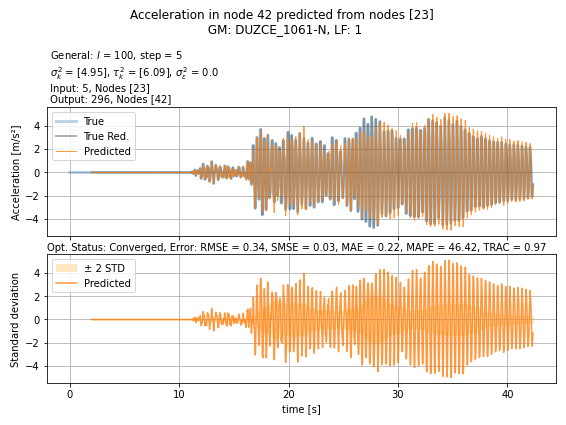 Acceleration in node 42 predicted from nodes [23]
GM: DUZCE_1061-N, LF: 1
General: l = 100, step = 5
σ²ₖ = [4.95], τ²ₖ = [6.09], σ²ε = 0.0
Input: 5, Nodes [23]
Output: 296, Nodes [42]
Acceleration [m/s²]
4
2
0
−2
−4
True
True Red.
Predicted
Opt. Status: Converged, Error: RMSE = 0.34, SMSE = 0.03, MAE = 0.22, MAPE = 46.42, TRAC = 0.97
Standard deviation
4
2
0
−2
−4
± 2 STD
Predicted
0 10 20 30 40
time [s]